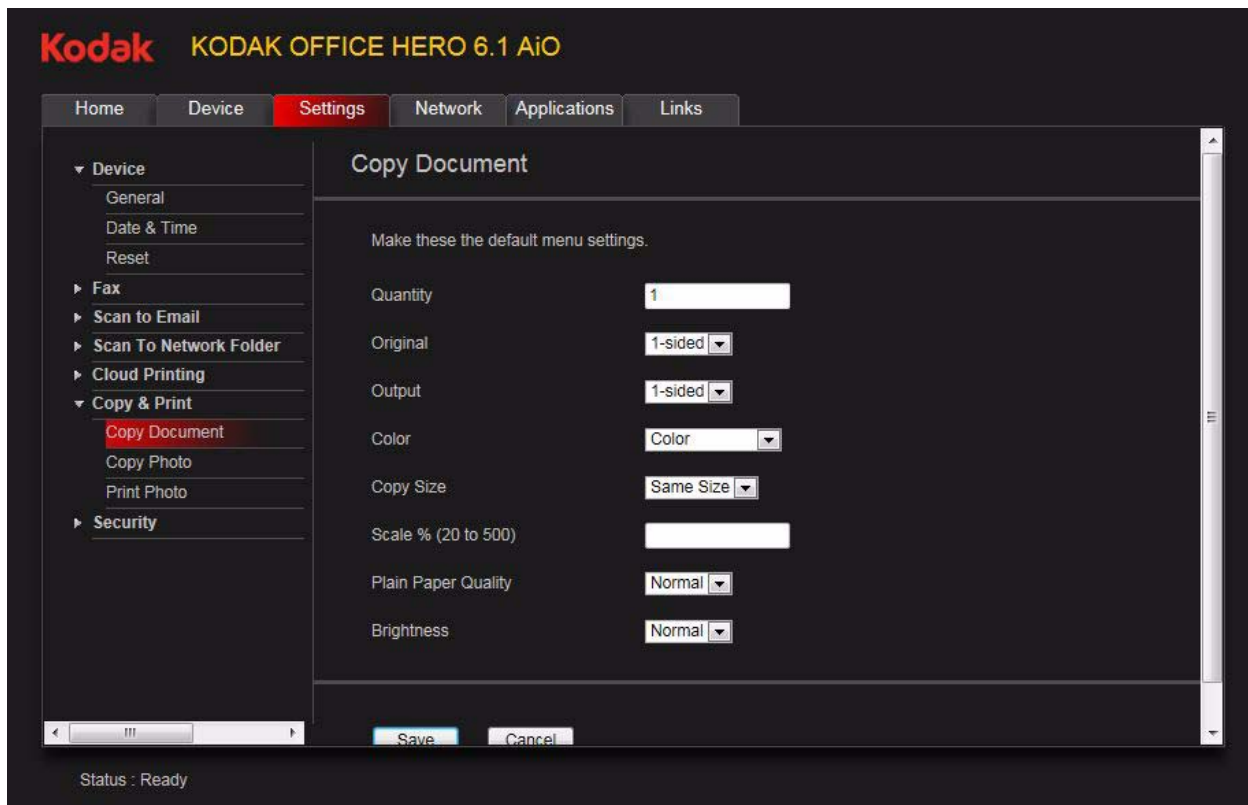 Kodak KODAK OFFICE HERO 6.1 AiO
Home Device Settings Network Applications Links
Device
General
Date & Time
Reset
Fax
Scan to Email
Scan To Network Folder
Cloud Printing
Copy & Print
Copy Document
Copy Photo
Print Photo
Security
Copy Document
Make these the default menu settings.
Quantity 1
Original 1-sided
Output 1-sided
Color Color
Copy Size Same Size
Scale % (20 to 500)
Plain Paper Quality Normal
Brightness Normal
Save Cancel
Status : Ready